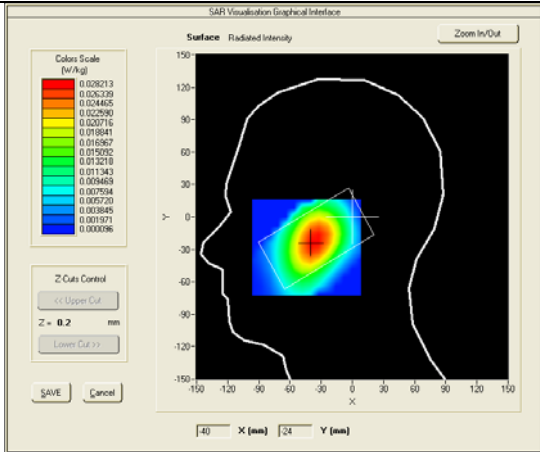 SAR Visualisation Graphical Interface
Surface Radiated Intensity
Zoom In/Out
Colors Scale
(W/kg)
0.028213
0.026339
0.024465
0.022590
0.020716
0.018841
0.016967
0.015092
0.013218
0.011343
0.009469
0.007594
0.005720
0.003845
0.001971
0.000096
Z Cuts Control
<< Upper Cut
Z = 0.2 mm
Lower Cut >>
SAVE Cancel
150
120
90
60
30
Y 0
-30
-60
-90
-120
-150
-150 -120 -90 -60 -30 0 30 60 90 120 150
X
-40 X (mm) -24 Y (mm)